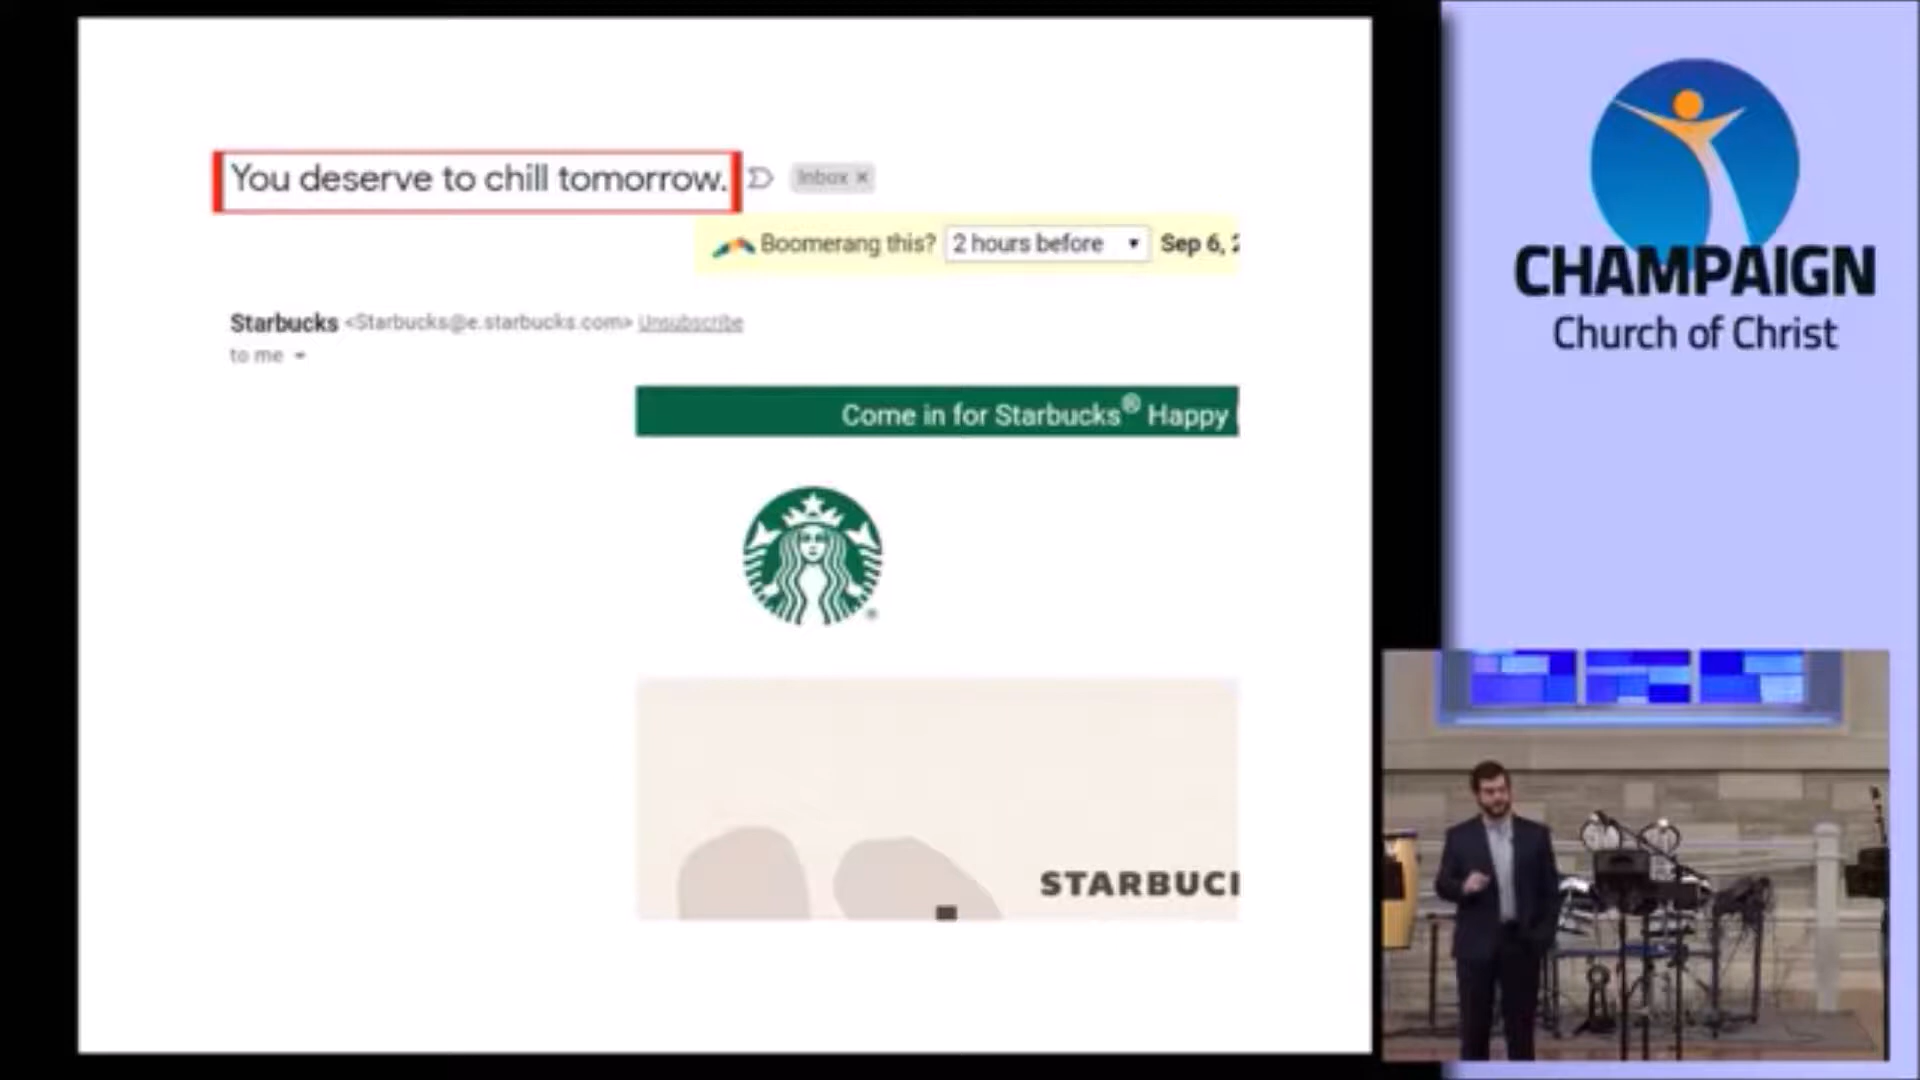 You deserve to chill tomorrow.
Inbox x
Boomerang this? 2 hours before Sep 6,
Starbucks <Starbucks@e.starbucks.com> Unsubscribe
to me
Come in for Starbucks® Happy
®
STARBUC
CHAMPAIGN
Church of Christ